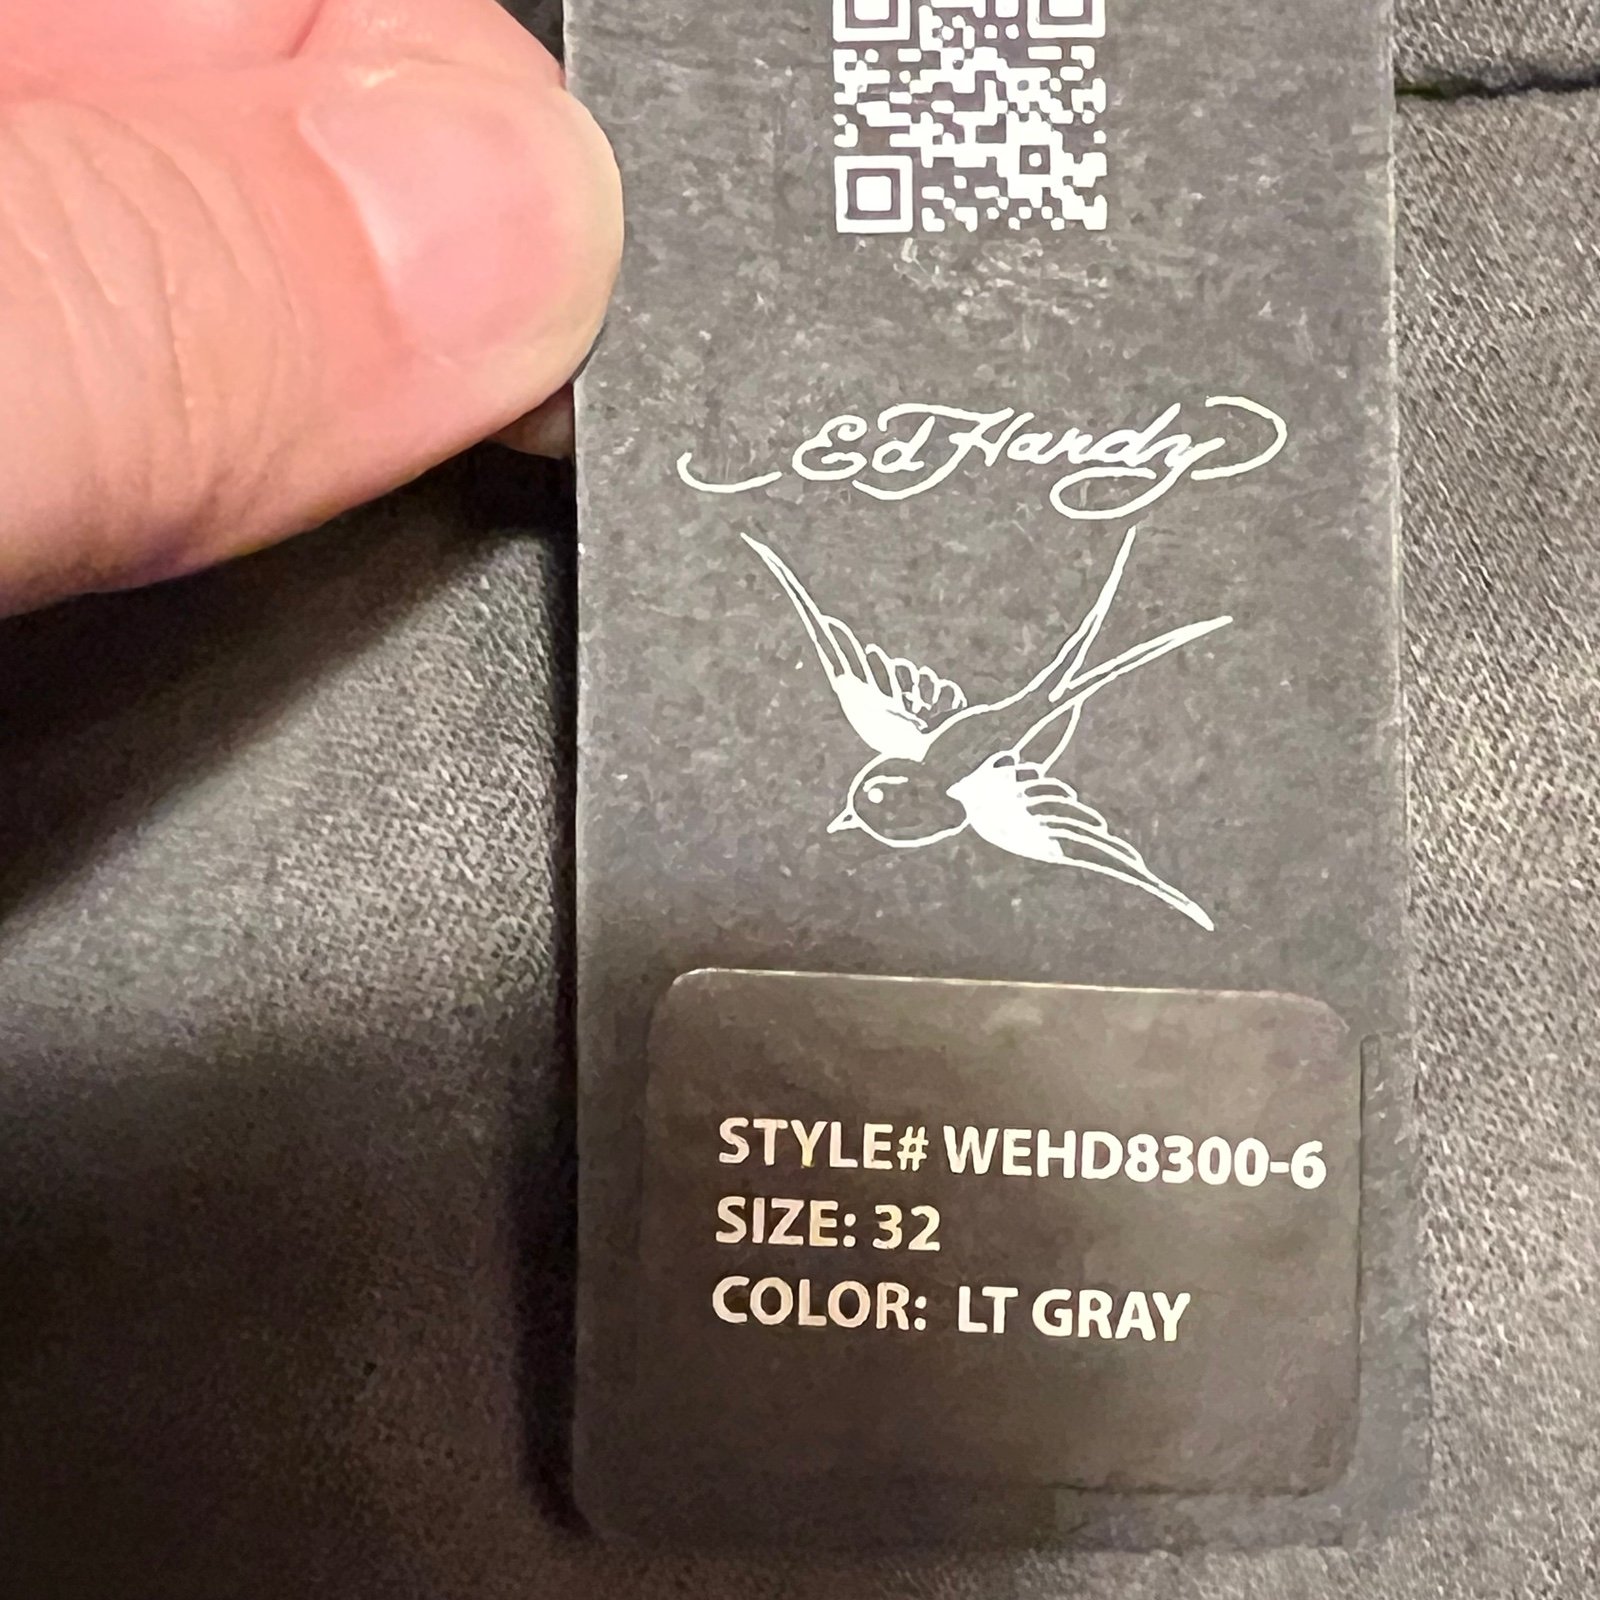 Ed Hardy
STYLE# WEHD8300-6
SIZE: 32
COLOR: LT GRAY